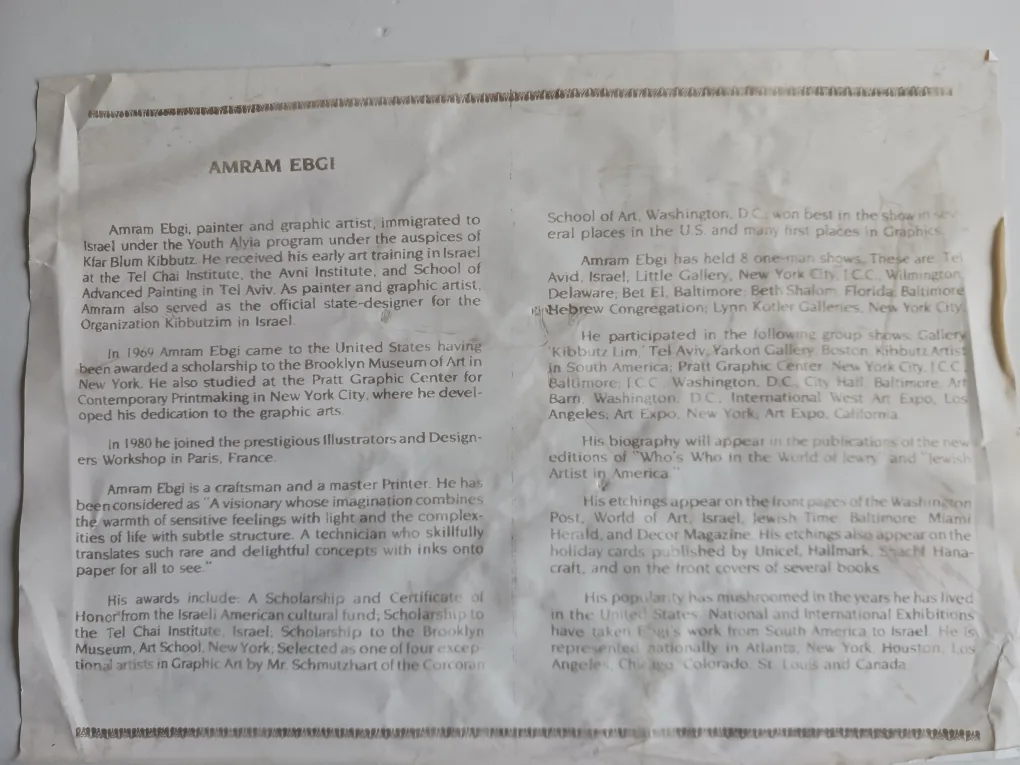 AMRAM EBGI
Amram Ebgi, painter and graphic artist, immigrated to
Israel under the Youth Alyia program under the auspices of
Kfar Blum Kibbutz. He received his early art training in Israel
at the Tel Chai Institute, the Avni Institute, and School of
Advanced Painting in Tel Aviv. As painter and graphic artist,
Amram also served as the official state-designer for the
Organization Kibbutzim in Israel.
In 1969 Amram Ebgi came to the United States having
been awarded a scholarship to the Brooklyn Museum of Art in
New York. He also studied at the Pratt Graphic Center for
Contemporary Printmaking in New York City, where he devel-
oped his dedication to the graphic arts.
In 1980 he joined the prestigious Illustrators and Design-
ers Workshop in Paris, France.
Amram Ebgi is a craftsman and a master Printer. He has
been considered as "A visionary whose imagination combines
the warmth of sensitive feelings with light and the complex-
ities of life with subtle structure. A technician who skillfully
translates such rare and delightful concepts with inks onto
paper for all to see."
His awards include: A Scholarship and Certificate of
Honor from the Israeli American cultural fund; Scholarship to
the Tel Chai Institute, Israel; Scholarship to the Brooklyn
Museum, Art School, New York; Selected as one of four excep-
tional artists in Graphic Art by Mr. Schmutzhart of the Corcoran
School of Art, Washington, D.C., won best in the show in sev-
eral places in the U.S. and many first places in Graphics.
Amram Ebgi has held 8 one-man shows. These are: Tel
Avid, Israel, Little Gallery, New York City, J.C.C., Wilmington,
Delaware; Bet El, Baltimore; Beth Shalom, Florida; Baltimore
Hebrew Congregation; Lynn Kotler Galleries, New York City.
He participated in the following group shows: Gallery
'Kibbutz Lim,' Tel Aviv; Yarkon Gallery, Boston; Kibbutz Artist
in South America; Pratt Graphic Center, New York City; J.C.C.,
Baltimore; J.C.C., Washington, D.C.; City Hall, Baltimore; Art
Barn, Washington, D.C.; International West Art Expo, Los
Angeles; Art Expo, New York; Art Expo, California.
His biography will appear in the publications of the new
editions of "Who's Who in the World of Jewry" and "Jewish
Artist in America."
His etchings appear on the front pages of the Washington
Post, World of Art, Israel, Jewish Time, Baltimore, Miami
Herald, and Decor Magazine. His etchings also appear on the
holiday cards published by Unicef, Hallmark, Hana-
craft, and on the front covers of several books.
His popularity has mushroomed in the years he has lived
in the United States. National and International Exhibitions
have taken Ebgi's work from South America to Israel. He is
represented nationally in Atlanta, New York, Houston, Los
Angeles, Chicago, Colorado, St. Louis and Canada.